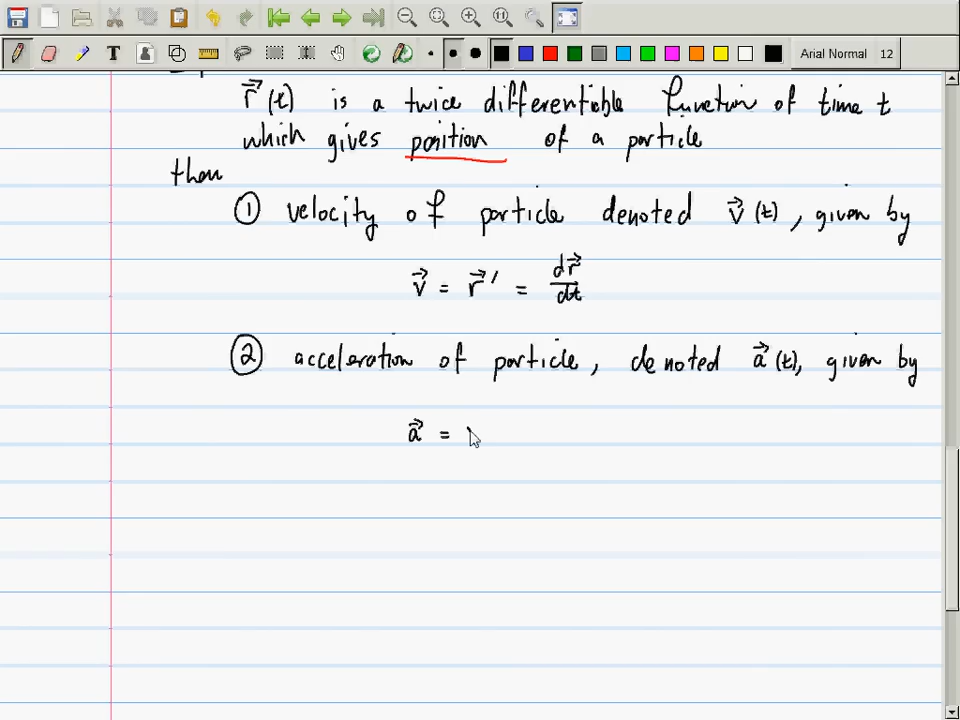 T
Arial Normal 12
r⃗(t) is a twice differentiable function of time t
which gives position of a particle
then
① velocity of particle denoted v⃗(t), given by
v⃗ = r⃗' = dr⃗/dt
② acceleration of particle, denoted a⃗(t), given by
a⃗ =